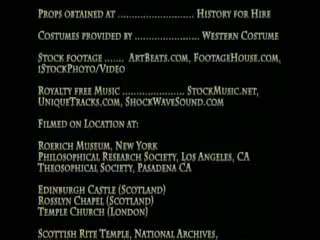 Props obtained at .......................... History for Hire
Costumes provided by ...................... Western Costume
Stock footage ....... ArtBeats.com, FootageHouse.com,
iStockPhoto/Video
Royalty free Music ..................... StockMusic.net,
UniqueTracks.com, ShockWaveSound.com
Filmed on Location at:
Roerich Museum, New York
Philosophical Research Society, Los Angeles, CA
Theosophical Society, Pasadena CA
Edinburgh Castle (Scotland)
Rosslyn Chapel (Scotland)
Temple Church (London)
Scottish Rite Temple, National Archives,